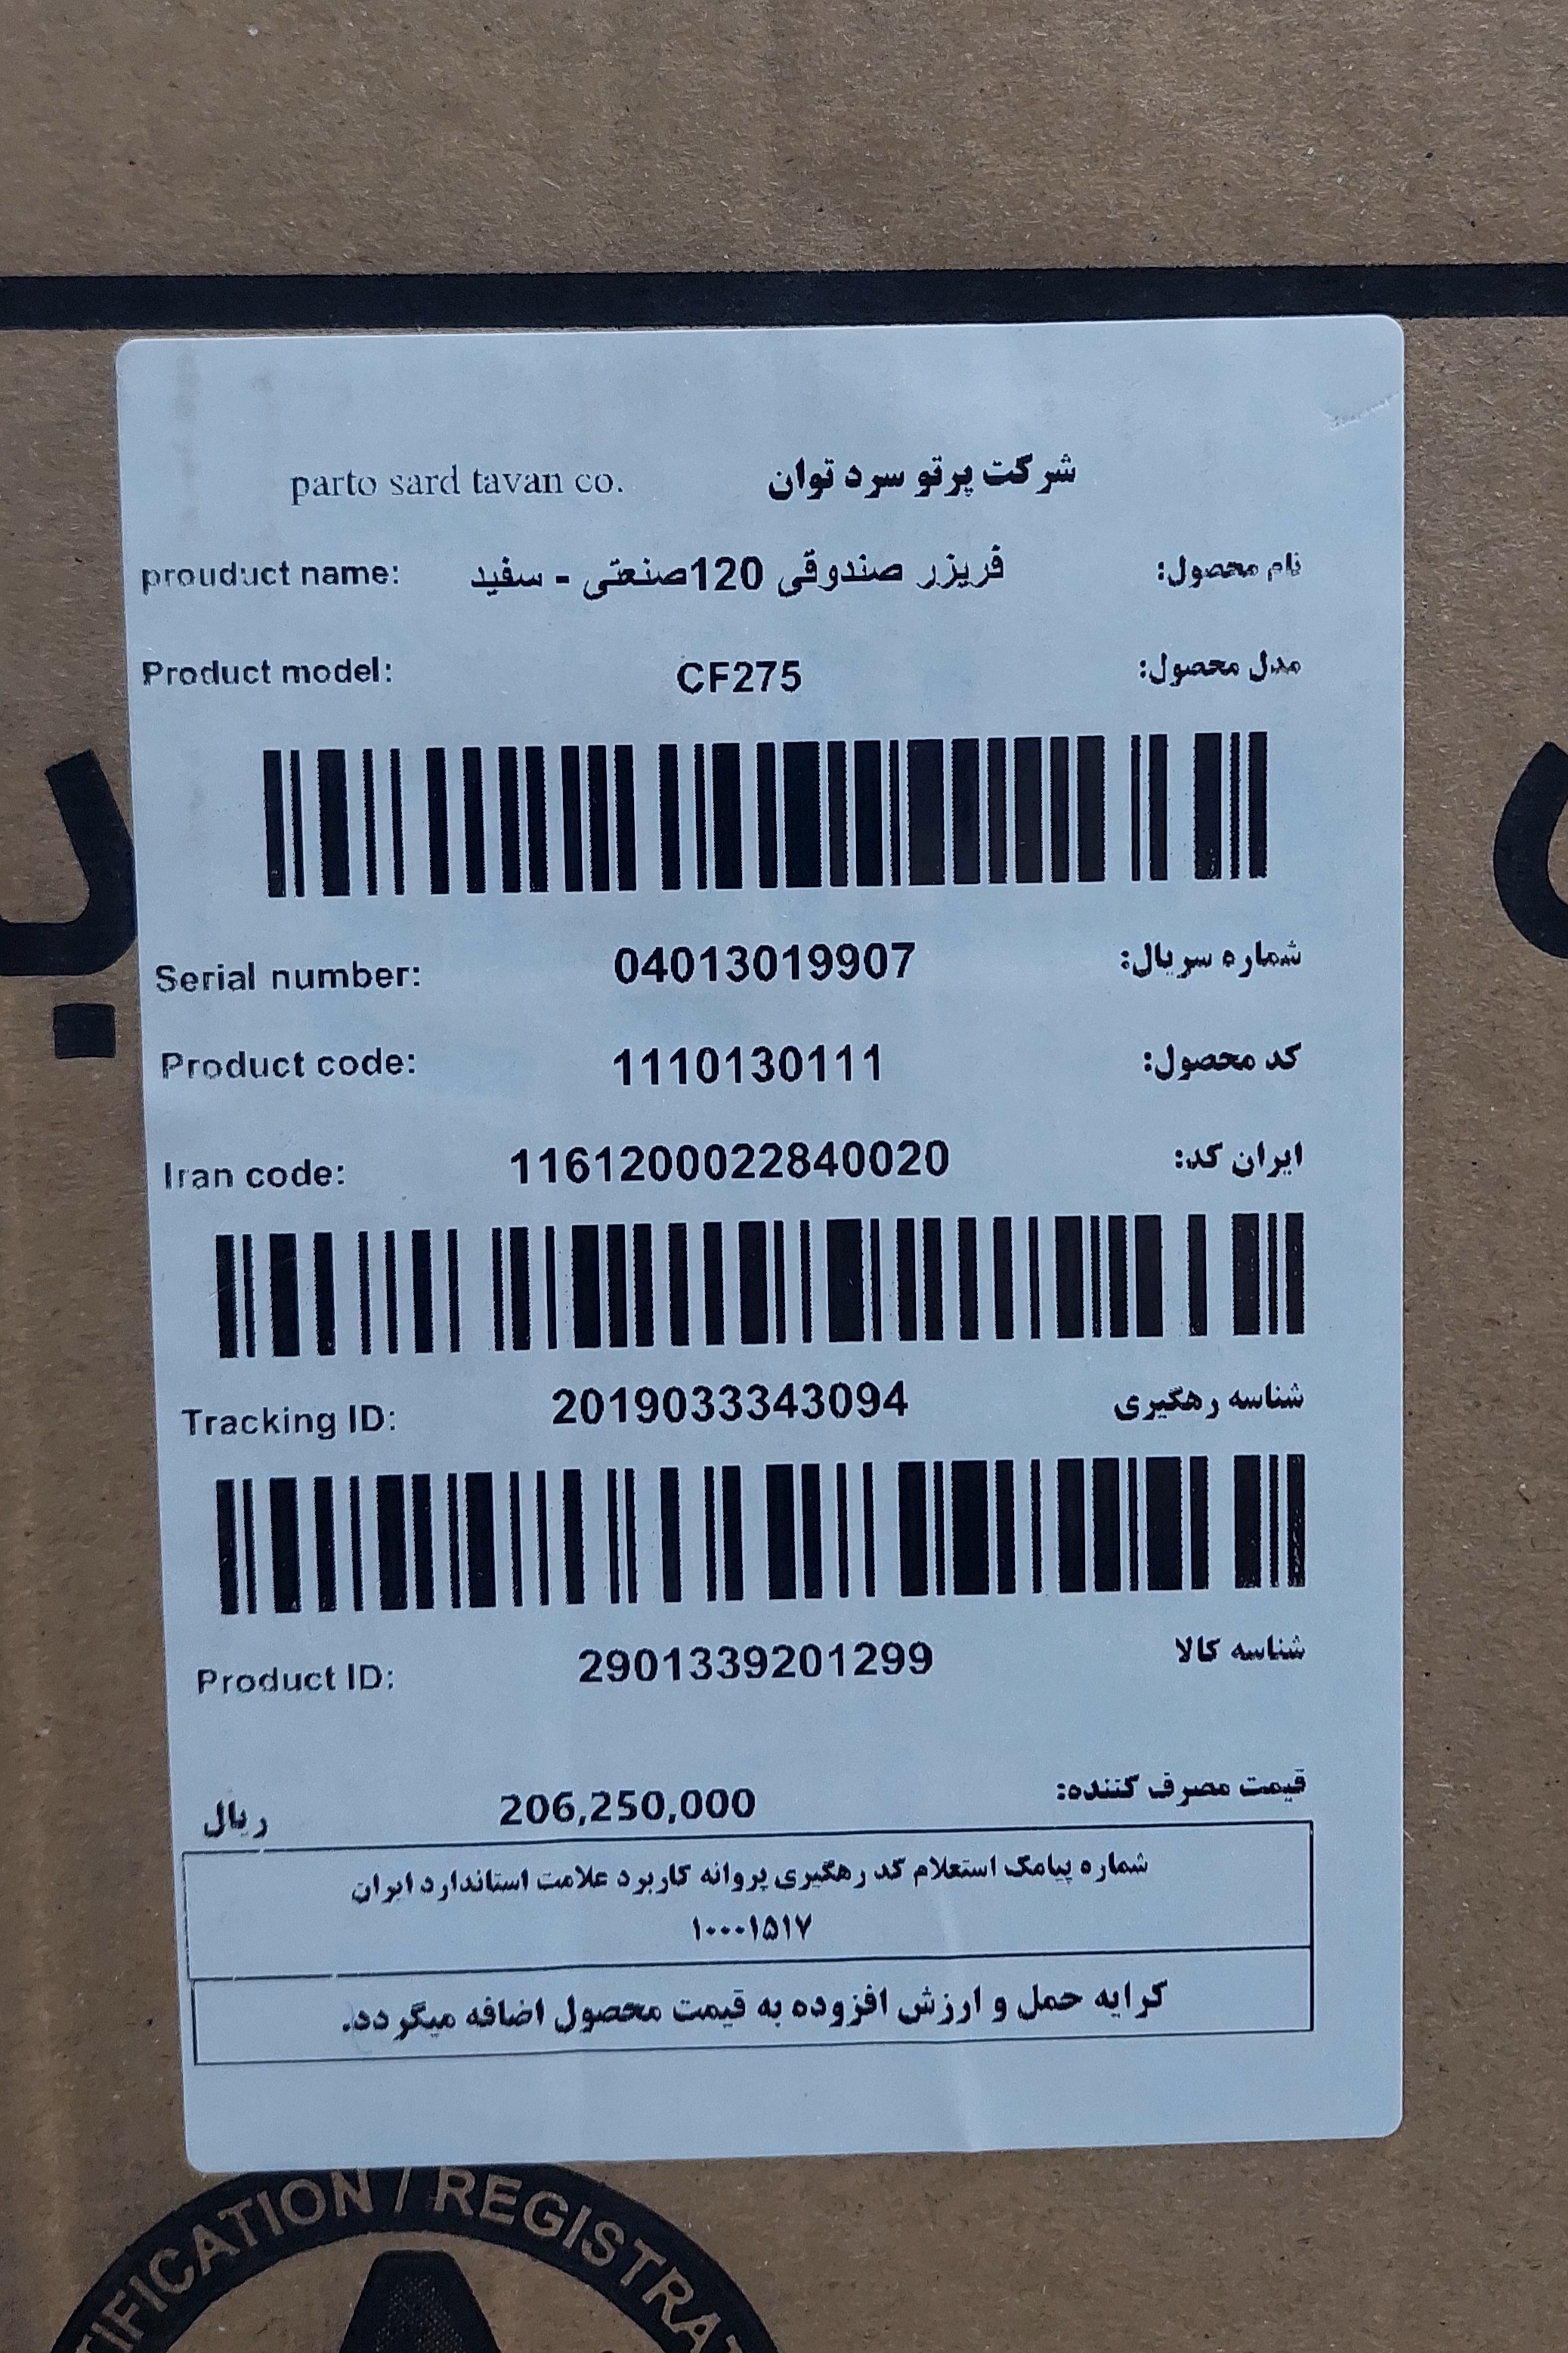 parto sard tavan co. شرکت پرتو سرد توان
prouduct name: فریزر صندوقی 120صنعتی - سفید نام محصول:
Product model: CF275 مدل محصول:
Serial number: 04013019907 شماره سریال:
Product code: 1110130111 کد محصول:
Iran code: 1161200022840020 ایران کد:
Tracking ID: 2019033343094 شناسه رهگیری
Product ID: 2901339201299 شناسه کالا
قیمت مصرف کننده: 206,250,000 ریال
شماره پیامک استعلام کد رهگیری پروانه کاربرد علامت استاندارد ایران
۱۰۰۰۱۵۱۷
کرایه حمل و ارزش افزوده به قیمت محصول اضافه میگردد.
IFICATION / REGISTRA